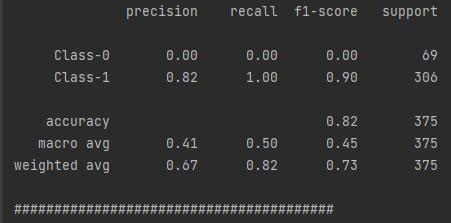 precision recall f1-score support
Class-0 0.00 0.00 0.00 69
Class-1 0.82 1.00 0.90 306
accuracy 0.82 375
macro avg 0.41 0.50 0.45 375
weighted avg 0.67 0.82 0.73 375
########################################